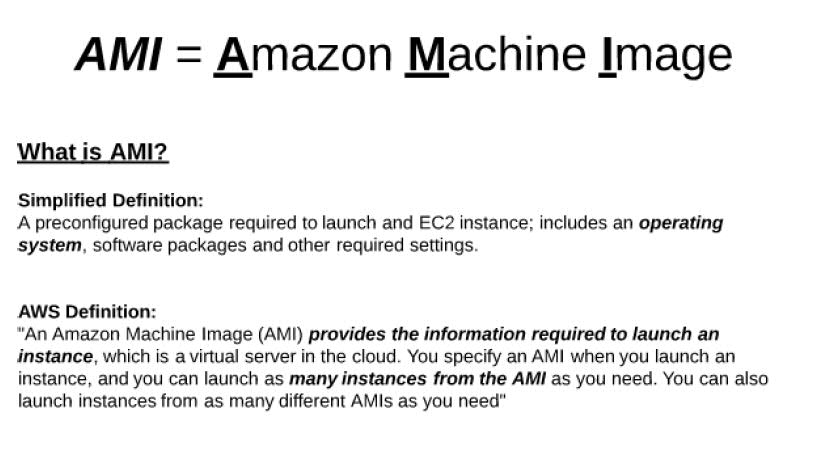 AMI = Amazon Machine Image
What is AMI?
Simplified Definition:
A preconfigured package required to launch and EC2 instance; includes an operating
system, software packages and other required settings.
AWS Definition:
"An Amazon Machine Image (AMI) provides the information required to launch an
instance, which is a virtual server in the cloud. You specify an AMI when you launch an
instance, and you can launch as many instances from the AMI as you need. You can also
launch instances from as many different AMIs as you need"